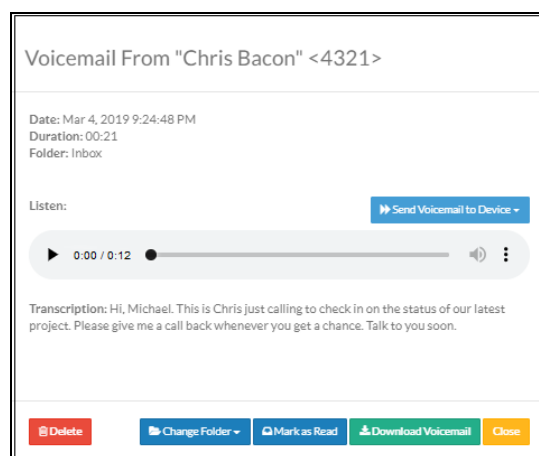 Voicemail From "Chris Bacon" <4321>
Date: Mar 4, 2019 9:24:48 PM
Duration: 00:21
Folder: Inbox
Listen:
Send Voicemail to Device
0:00 / 0:12
Transcription: Hi, Michael. This is Chris just calling to check in on the status of our latest
project. Please give me a call back whenever you get a chance. Talk to you soon.
Delete
Change Folder
Mark as Read
Download Voicemail
Close